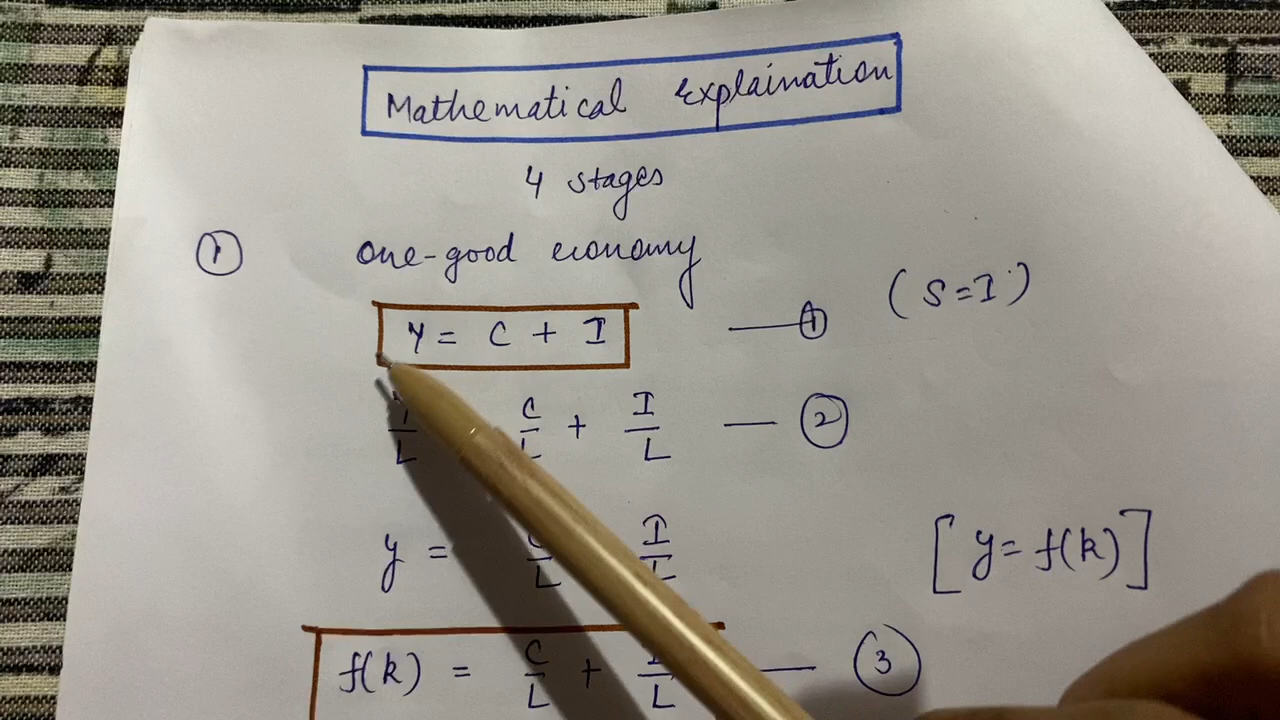 Mathematical Explaination
4 stages
① One-good economy
Y = C + I — ① (S=I)
Y/L C/L + I/L — ②
y = C/L I/L [y = f(k)]
f(k) = C/L + I/L — ③